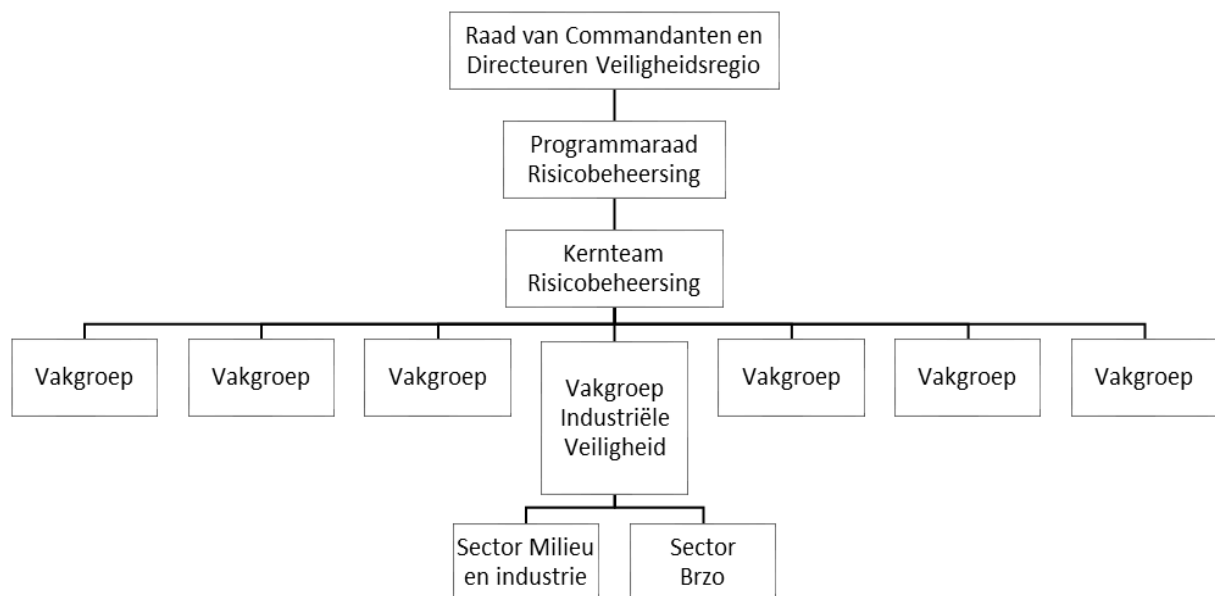 Raad van Commandanten en
Directeuren Veiligheidsregio
Programmaraad
Risicobeheersing
Kernteam
Risicobeheersing
Vakgroep
Vakgroep
Vakgroep
Vakgroep
Industriële
Veiligheid
Vakgroep
Vakgroep
Vakgroep
Sector Milieu
en industrie
Sector
Brzo